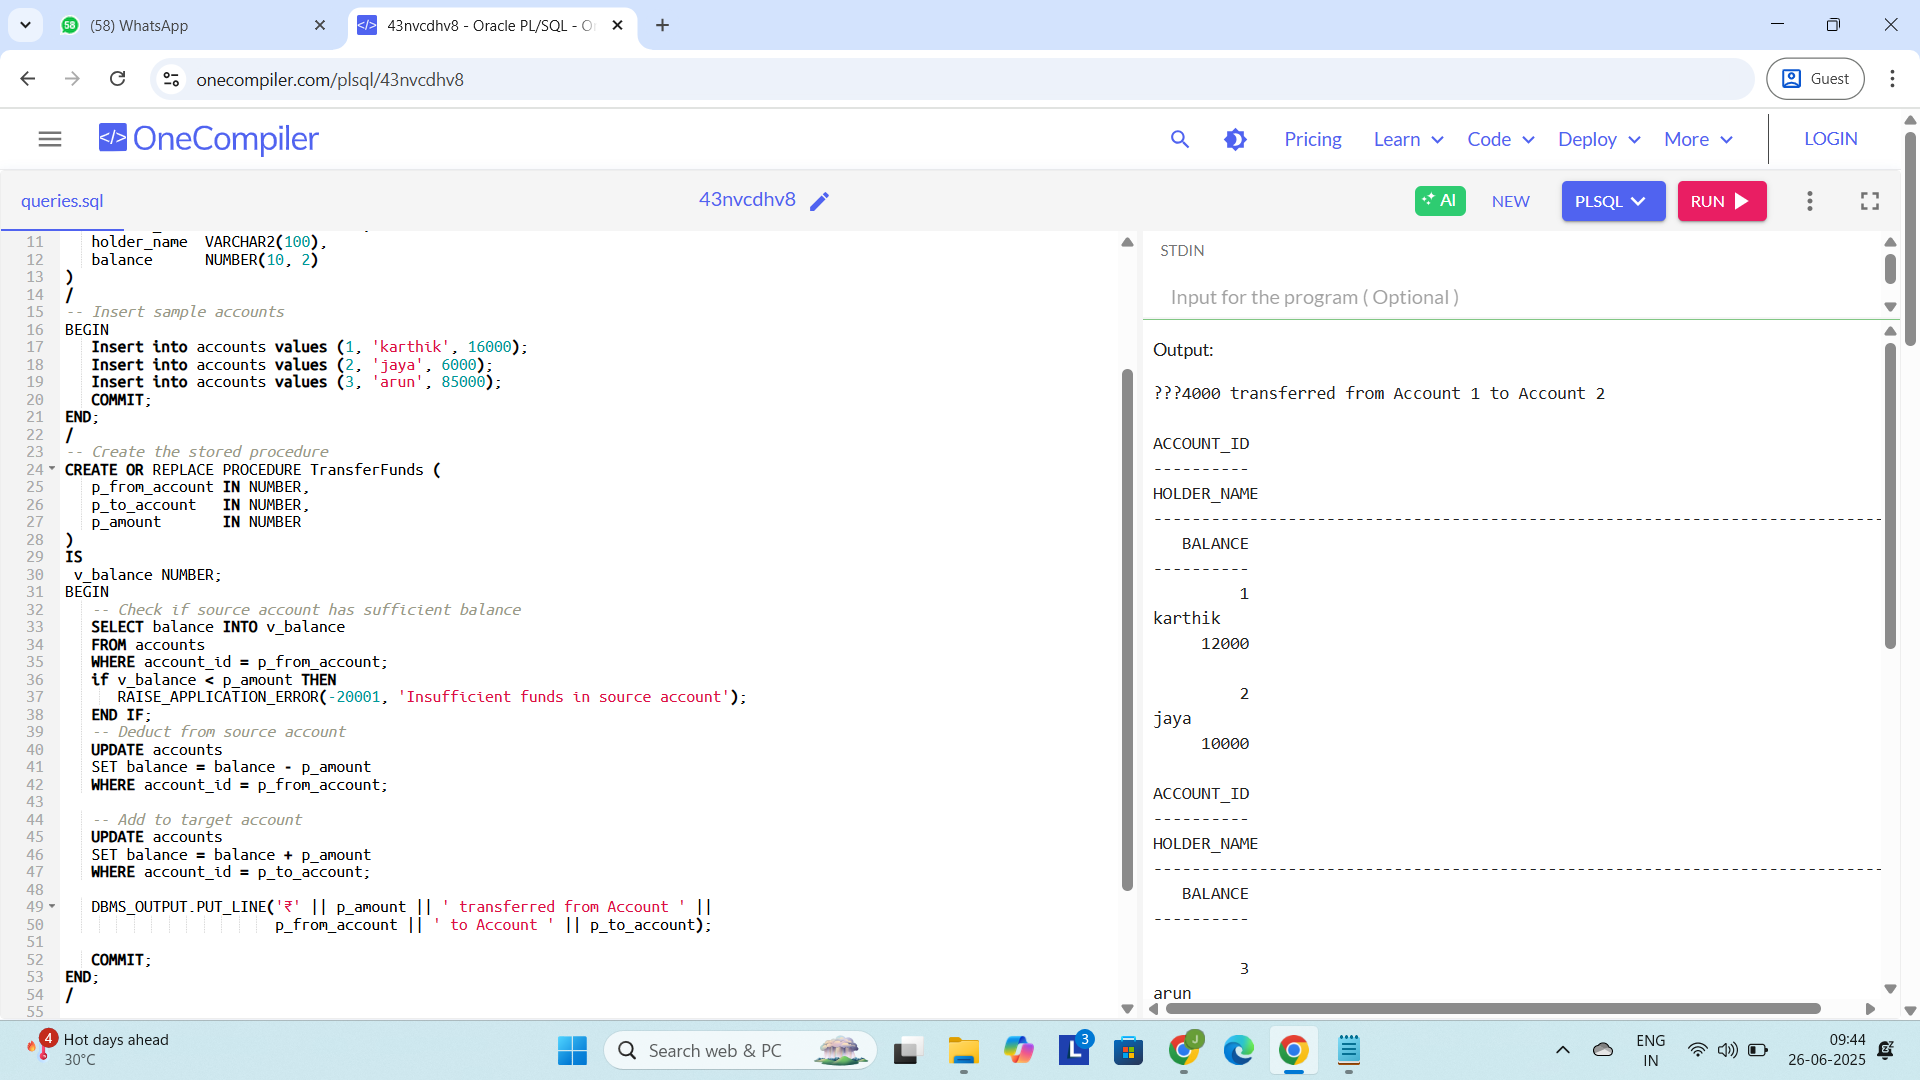 (58) WhatsApp
43nvcdhv8 - Oracle PL/SQL - O
onecompiler.com/plsql/43nvcdhv8
Guest
OneCompiler
Pricing
Learn
Code
Deploy
More
LOGIN
queries.sql
43nvcdhv8
AI
NEW
PLSQL
RUN
11 holder_name VARCHAR2(100),
12 balance NUMBER(10, 2)
13 )
14 /
15 -- Insert sample accounts
16 BEGIN
17 Insert into accounts values (1, 'karthik', 16000);
18 Insert into accounts values (2, 'jaya', 6000);
19 Insert into accounts values (3, 'arun', 85000);
20 COMMIT;
21 END;
22 /
23 -- Create the stored procedure
24 CREATE OR REPLACE PROCEDURE TransferFunds (
25 p_from_account IN NUMBER,
26 p_to_account IN NUMBER,
27 p_amount IN NUMBER
28 )
29 IS
30 v_balance NUMBER;
31 BEGIN
32 -- Check if source account has sufficient balance
33 SELECT balance INTO v_balance
34 FROM accounts
35 WHERE account_id = p_from_account;
36 if v_balance < p_amount THEN
37 RAISE_APPLICATION_ERROR(-20001, 'Insufficient funds in source account');
38 END IF;
39 -- Deduct from source account
40 UPDATE accounts
41 SET balance = balance - p_amount
42 WHERE account_id = p_from_account;
43
44 -- Add to target account
45 UPDATE accounts
46 SET balance = balance + p_amount
47 WHERE account_id = p_to_account;
48
49 DBMS_OUTPUT.PUT_LINE('₹' || p_amount || ' transferred from Account ' ||
50 p_from_account || ' to Account ' || p_to_account);
51
52 COMMIT;
53 END;
54 /
55
STDIN
Input for the program ( Optional )
Output:
???4000 transferred from Account 1 to Account 2
ACCOUNT_ID
----------
HOLDER_NAME
----------------------------------------------------------------------------
BALANCE
----------
1
karthik
12000
2
jaya
10000
ACCOUNT_ID
----------
HOLDER_NAME
----------------------------------------------------------------------------
BALANCE
----------
3
arun
4
Hot days ahead
30°C
Search web & PC
L
3
J
ENG
IN
09:44
26-06-2025